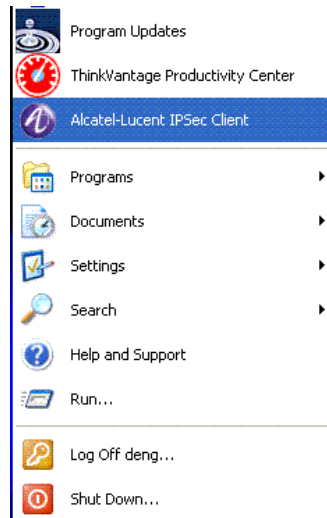 Program Updates
ThinkVantage Productivity Center
Alcatel-Lucent IPSec Client
Programs
Documents
Settings
Search
Help and Support
Run...
Log Off deng...
Shut Down...